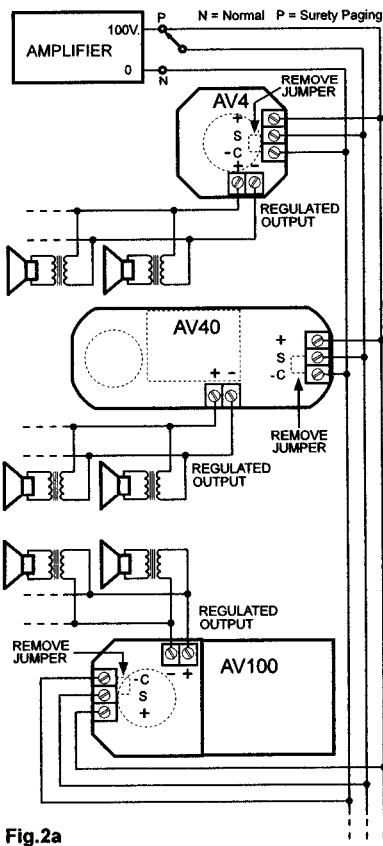 P N = Normal P = Surety Paging
100V.
AMPLIFIER
0
N
REMOVE
JUMPER
AV4
+
S
-C
+ -
REGULATED
OUTPUT
AV40
+
S
-C
+ -
REMOVE
JUMPER
REGULATED
OUTPUT
REGULATED
OUTPUT
REMOVE
JUMPER
- +
-C
S
+
AV100
Fig.2a